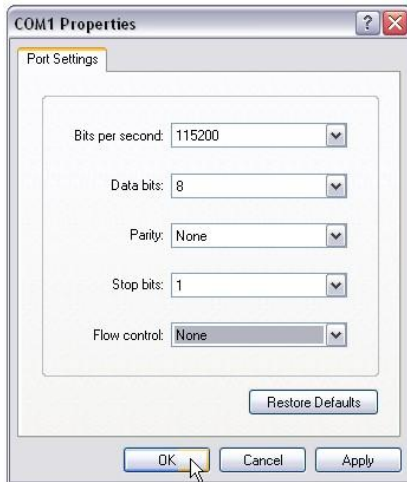 COM1 Properties
Port Settings
Bits per second: 115200
Data bits: 8
Parity: None
Stop bits: 1
Flow control: None
Restore Defaults
OK Cancel Apply